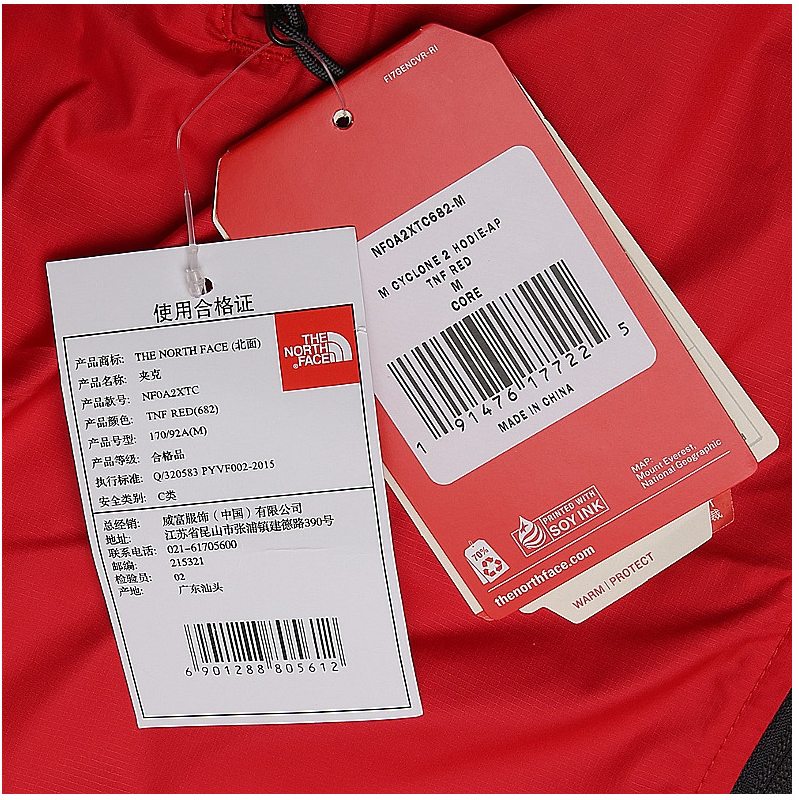 FI7GENCVR-RI
NF0A2XTC682-M
M CYCLONE 2 HODIE-AP
TNF RED
M
CORE
1 91476 17722 5
MADE IN CHINA
MAP:
Mount Everest,
National Geographic
PRINTED WITH
SOY INK
70%
thenorthface.com
WARM | PROTECT
使用合格证
THE
NORTH
FACE
产品商标: THE NORTH FACE (北面)
产品名称: 夹克
产品款号: NF0A2XTC
产品颜色: TNF RED(682)
产品号型: 170/92A(M)
产品等级: 合格品
执行标准: Q/320583 PYVF002-2015
安全类别: C类
总经销: 威富服饰（中国）有限公司
地址: 江苏省昆山市张浦镇建德路390号
联系电话: 021-61705600
邮编: 215321
检验员: 02
产地: 广东汕头
6 901288 805612